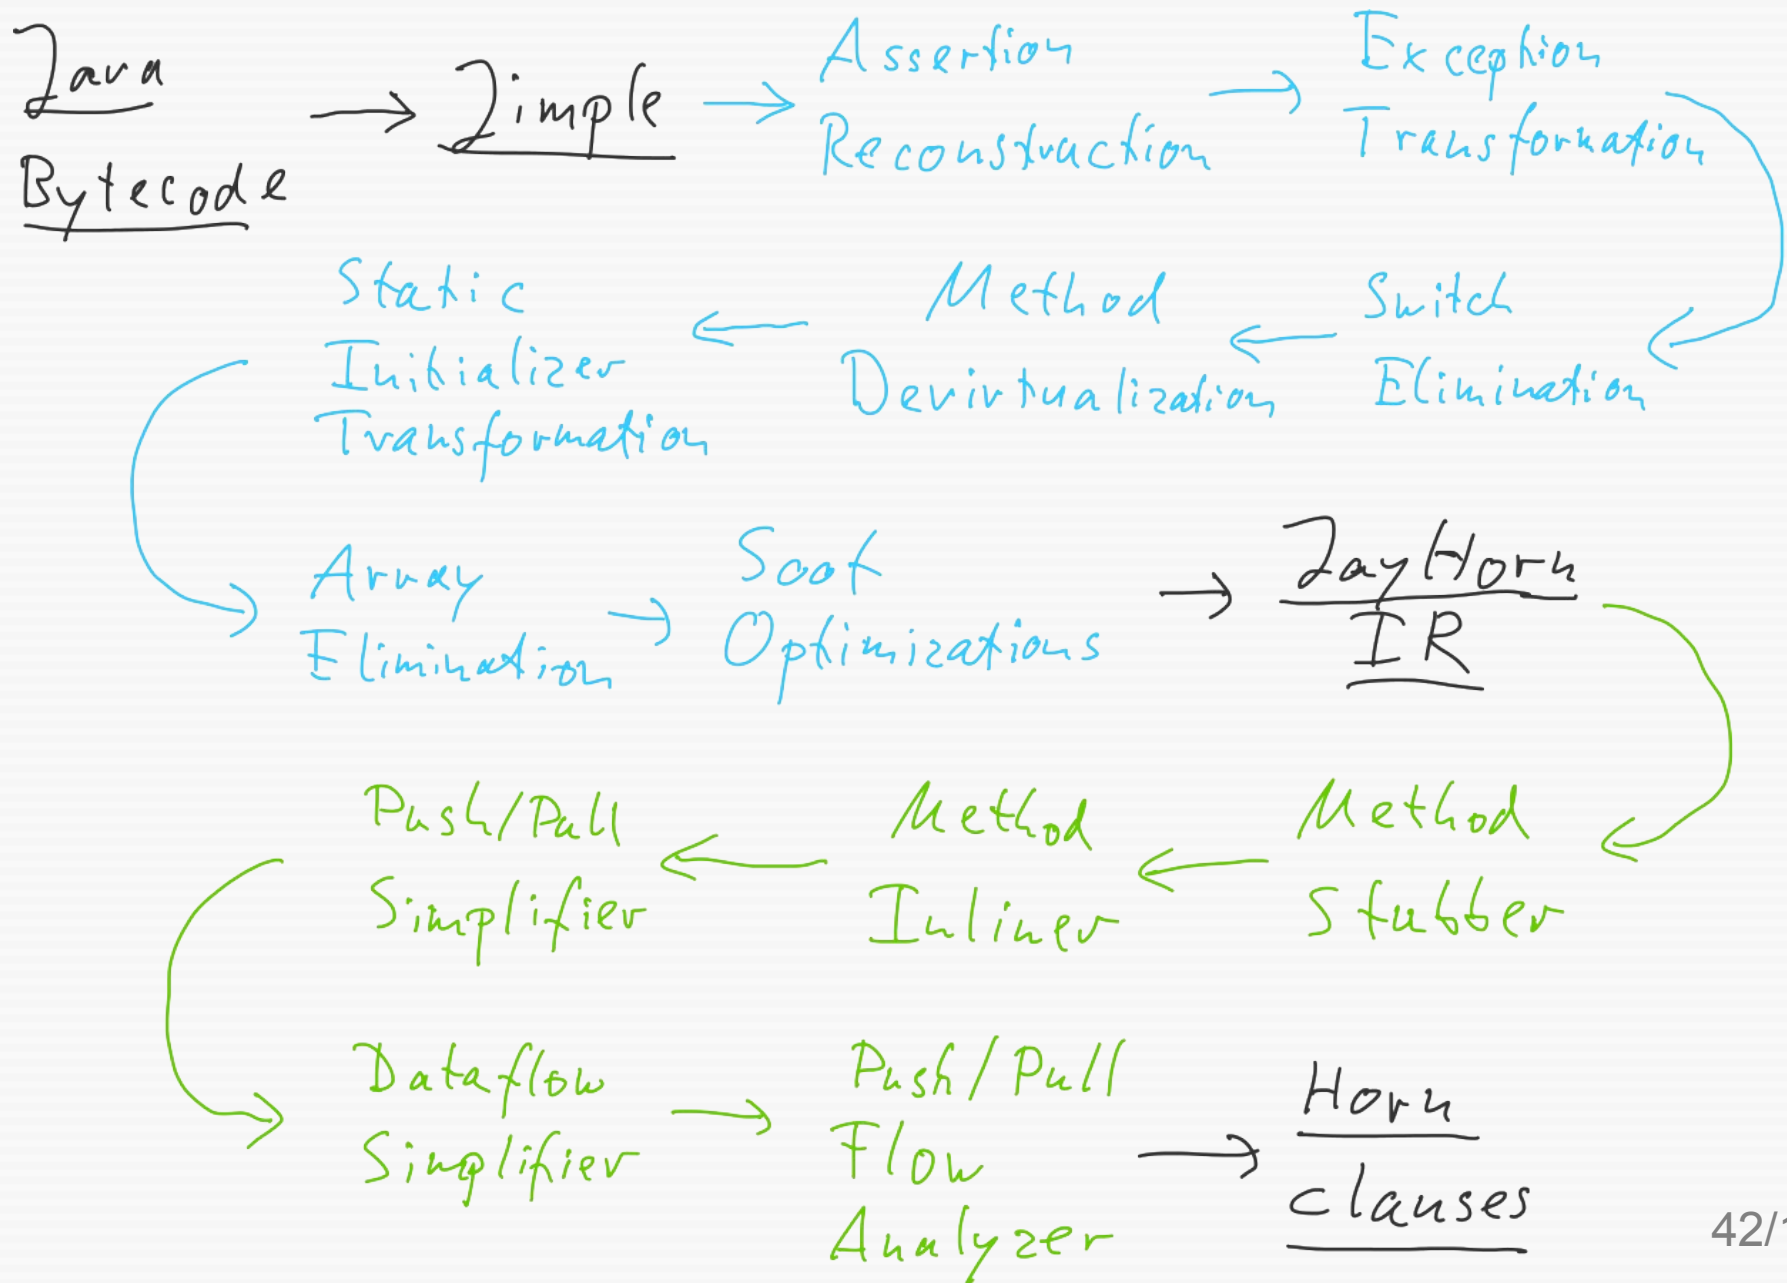 Java
Bytecode
Jimple
Assertion
Reconstruction
Exception
Transformation
Switch
Elimination
Method
Devirtualization
Static
Initializer
Transformation
Array
Elimination
Soot
Optimizations
JayHorn
IR
Method
Stubber
Method
Inliner
Push/Pull
Simplifier
Dataflow
Simplifier
Push/Pull
Flow
Analyzer
Horn
clauses
42/